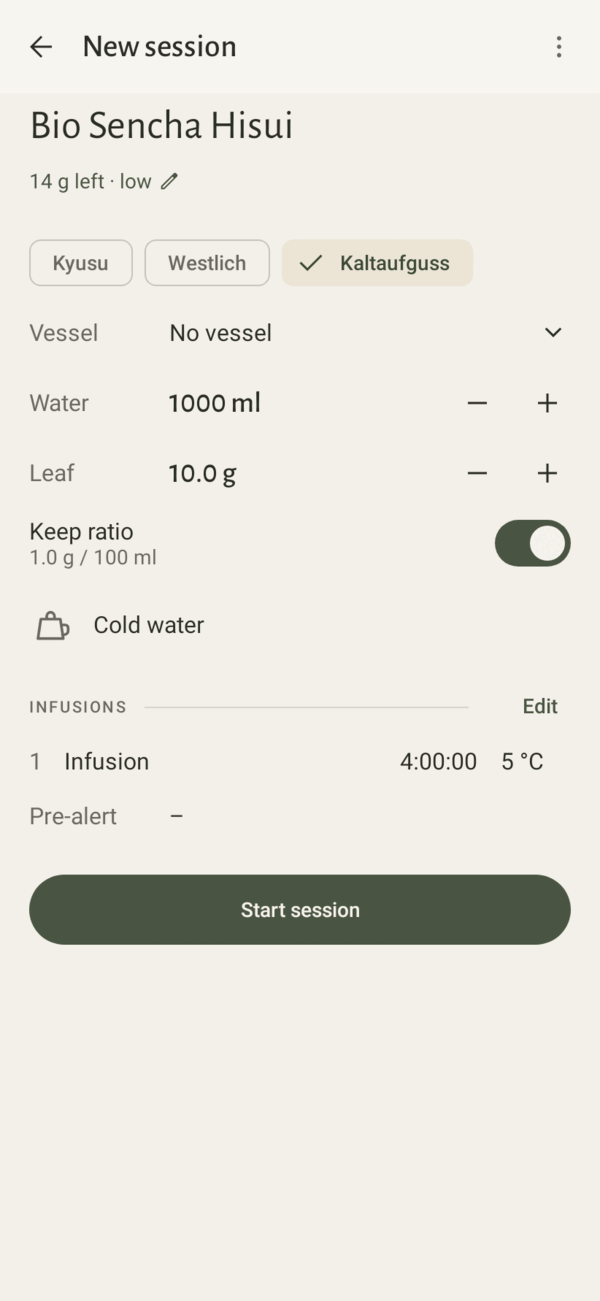 New session
Bio Sencha Hisui
14 g left · low
Kyusu Westlich Kaltaufguss
Vessel No vessel
Water 1000 ml
Leaf 10.0 g
Keep ratio
1.0 g / 100 ml
Cold water
INFUSIONS Edit
1 Infusion 4:00:00 5 °C
Pre-alert –
Start session